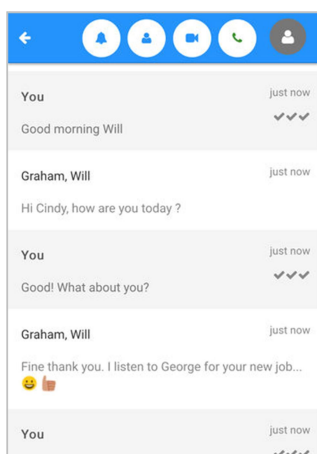 You
just now
Good morning Will
Graham, Will
just now
Hi Cindy, how are you today ?
You
just now
Good! What about you?
Graham, Will
just now
Fine thank you. I listen to George for your new job...
😀 👍🏽
You
just now